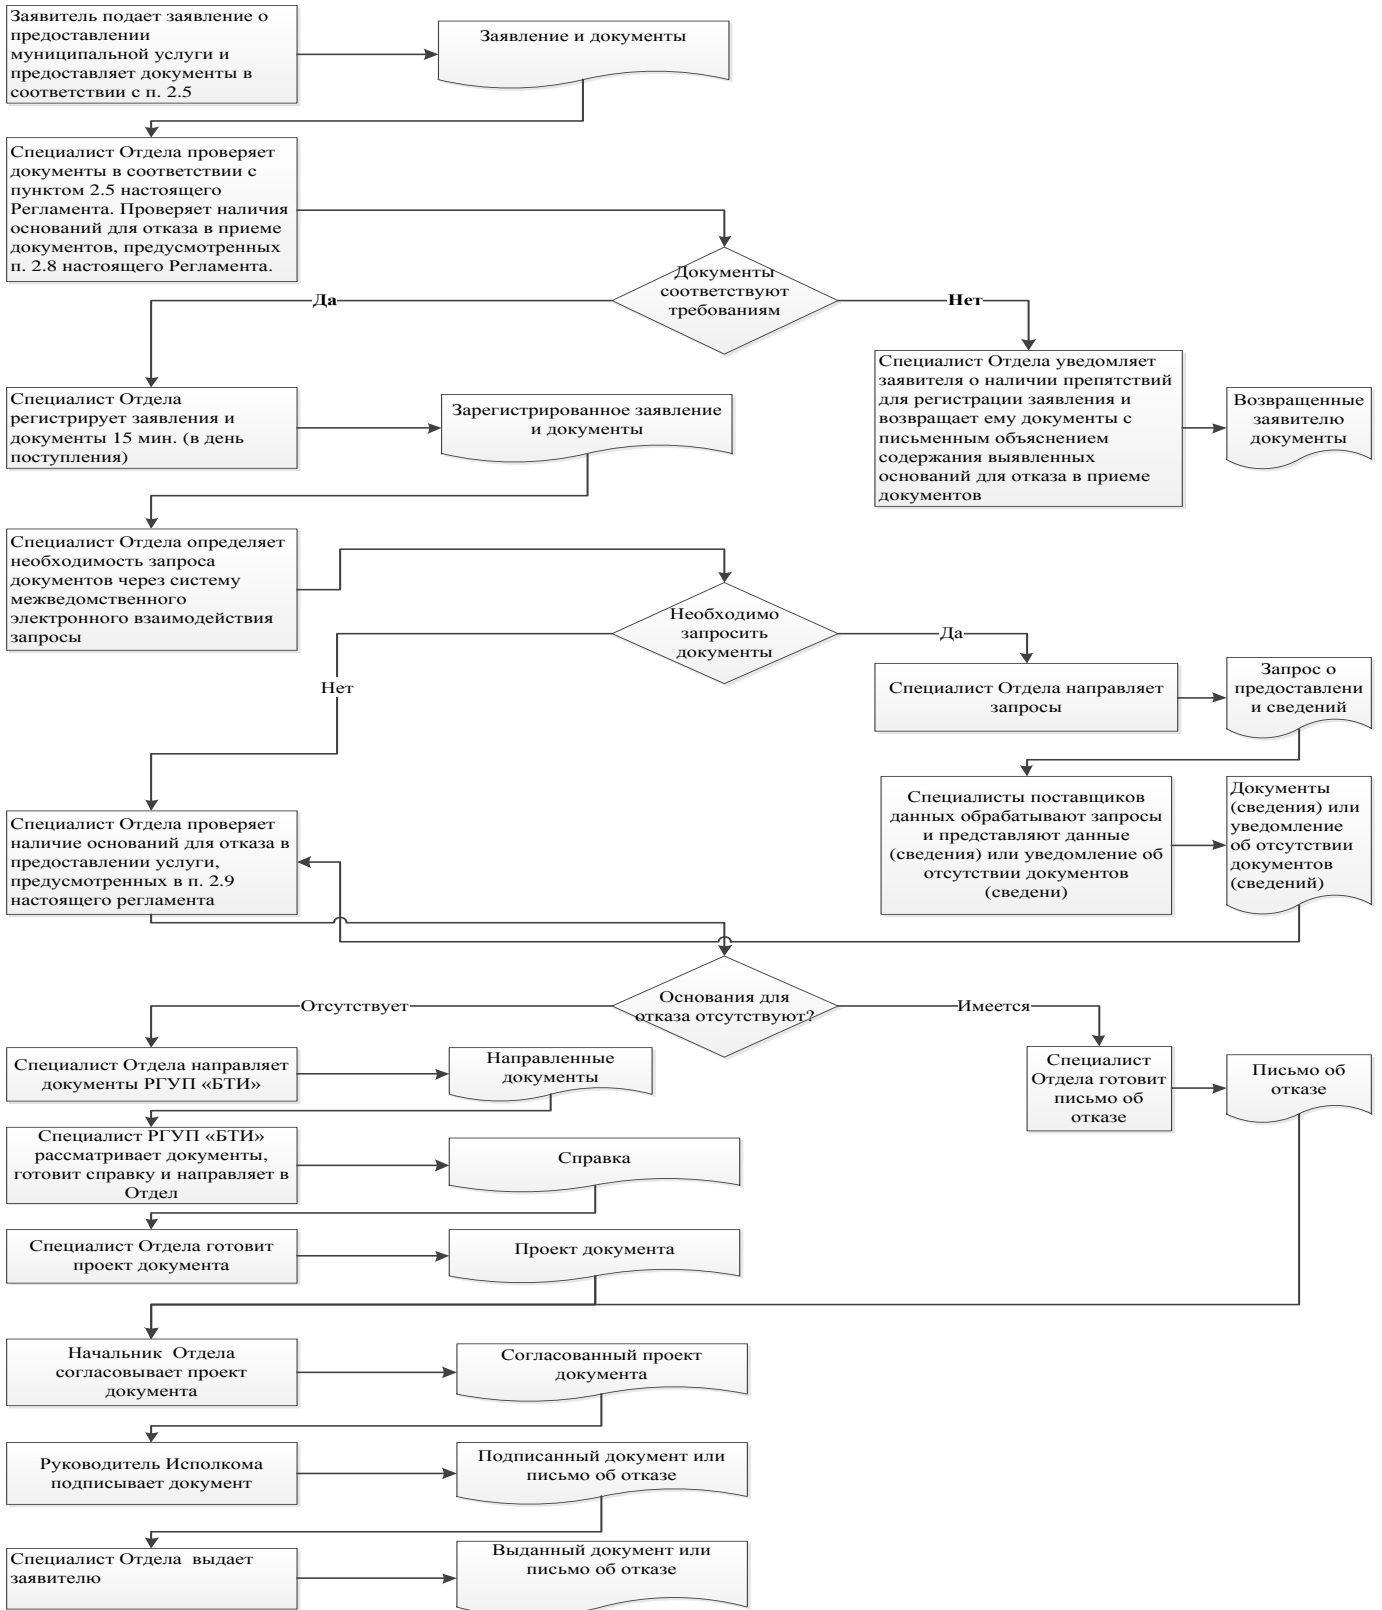 Заявитель подает заявление о
предоставлении
муниципальной услуги и
предоставляет документы в
соответствии с п. 2.5
Заявление и документы
Специалист Отдела проверяет
документы в соответствии с
пунктом 2.5 настоящего
Регламента. Проверяет наличия
оснований для отказа в приеме
документов, предусмотренных
п. 2.8 настоящего Регламента.
Документы
соответствуют
требованиям
Да
Нет
Специалист Отдела уведомляет
заявителя о наличии препятствий
для регистрации заявления и
возвращает ему документы с
письменным объяснением
содержания выявленных
оснований для отказа в приеме
документов
Возвращенные
заявителю
документы
Специалист Отдела
регистрирует заявления и
документы 15 мин. (в день
поступления)
Зарегистрированное заявление
и документы
Специалист Отдела определяет
необходимость запроса
документов через систему
межведомственного
электронного взаимодействия
запросы
Необходимо
запросить
документы
Да
Нет
Специалист Отдела направляет
запросы
Запрос о
предоставлени
и сведений
Специалисты поставщиков
данных обрабатывают запросы
и представляют данные
(сведения) или уведомление об
отсутствии документов
(сведени)
Документы
(сведения) или
уведомление
об отсутствии
документов
(сведений)
Специалист Отдела проверяет
наличие оснований для отказа в
предоставлении услуги,
предусмотренных в п. 2.9
настоящего регламента
Основания для
отказа отсутствуют?
Отсутствует
Имеется
Специалист Отдела направляет
документы РГУП «БТИ»
Направленные
документы
Специалист
Отдела готовит
письмо об
отказе
Письмо об
отказе
Специалист РГУП «БТИ»
рассматривает документы,
готовит справку и направляет в
Отдел
Справка
Специалист Отдела готовит
проект документа
Проект документа
Начальник  Отдела
согласовывает проект
документа
Согласованный проект
документа
Руководитель Исполкома
подписывает документ
Подписанный документ или
письмо об отказе
Специалист Отдела  выдает
заявителю
Выданный документ или
письмо об отказе